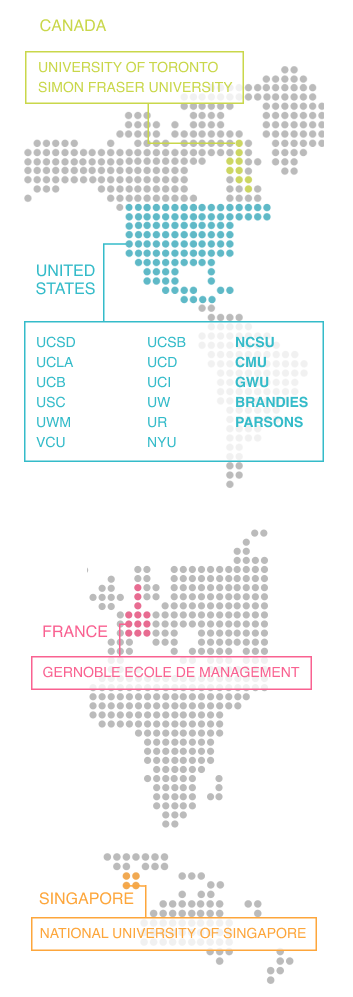 CANADA
UNIVERSITY OF TORONTO
SIMON FRASER UNIVERSITY
UNITED
STATES
UCSD
UCLA
UCB
USC
UWM
VCU
UCSB
UCD
UCI
UW
UR
NYU
NCSU
CMU
GWU
BRANDIES
PARSONS
FRANCE
GERNOBLE ECOLE DE MANAGEMENT
SINGAPORE
NATIONAL UNIVERSITY OF SINGAPORE